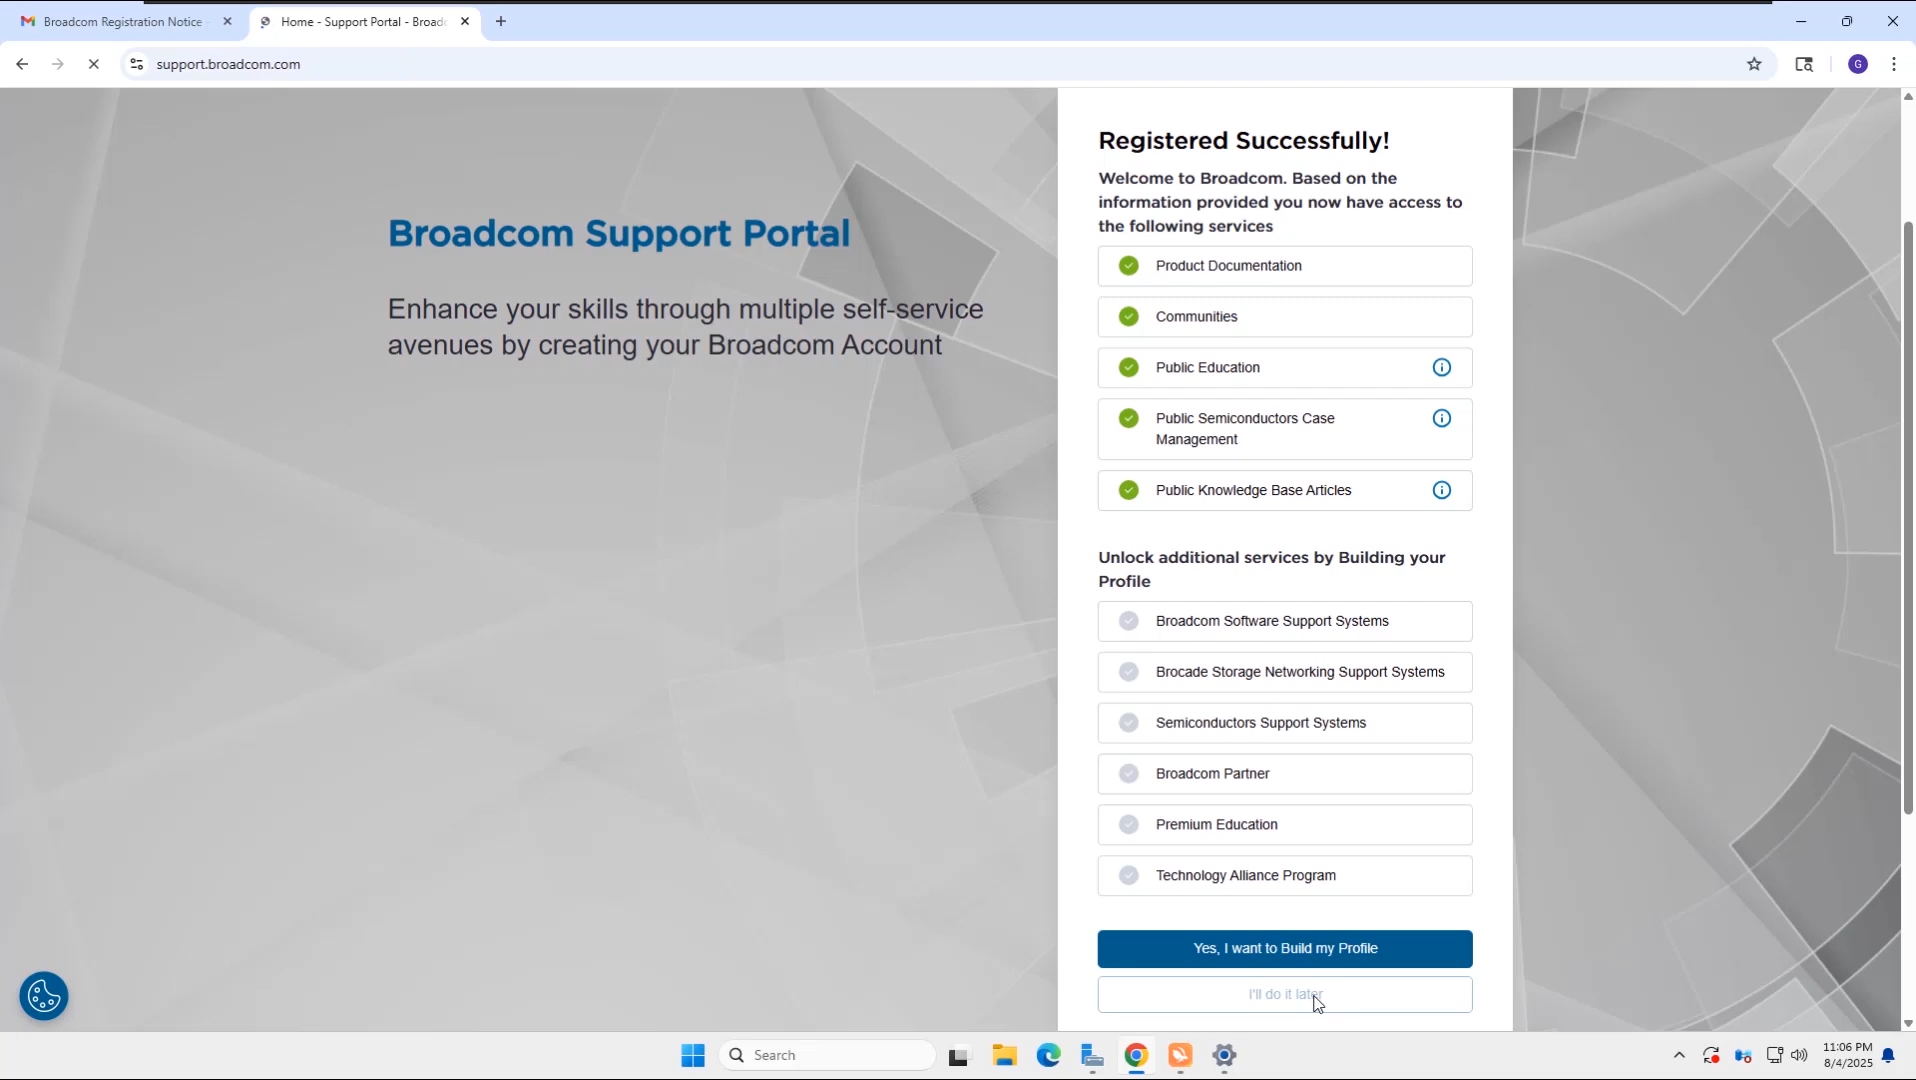 Broadcom Registration Notice -
Home - Support Portal - Broadc
support.broadcom.com
G
Broadcom Support Portal
Enhance your skills through multiple self-service
avenues by creating your Broadcom Account
Registered Successfully!
Welcome to Broadcom. Based on the
information provided you now have access to
the following services
Product Documentation
Communities
Public Education
Public Semiconductors Case
Management
Public Knowledge Base Articles
Unlock additional services by Building your
Profile
Broadcom Software Support Systems
Brocade Storage Networking Support Systems
Semiconductors Support Systems
Broadcom Partner
Premium Education
Technology Alliance Program
Yes, I want to Build my Profile
I'll do it later
Search
11:06 PM
8/4/2025